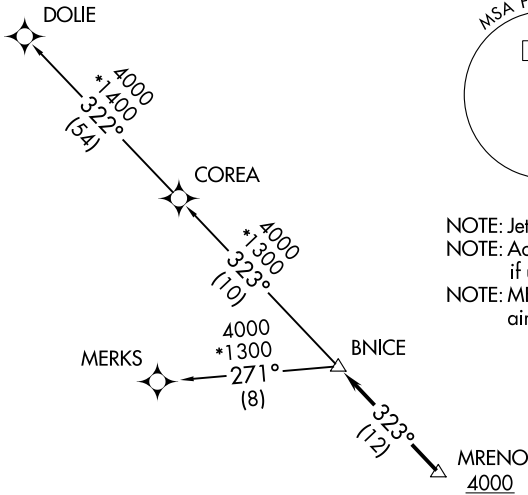 DOLIE
MSA
4000
*1400
322°
(54)
COREA
4000
*1300
323°
(10)
NOTE: Jet
NOTE: Ac
if
NOTE:
air
4000
*1300
271°
(8)
MERKS
BNICE
323°
(12)
MRENO
4000